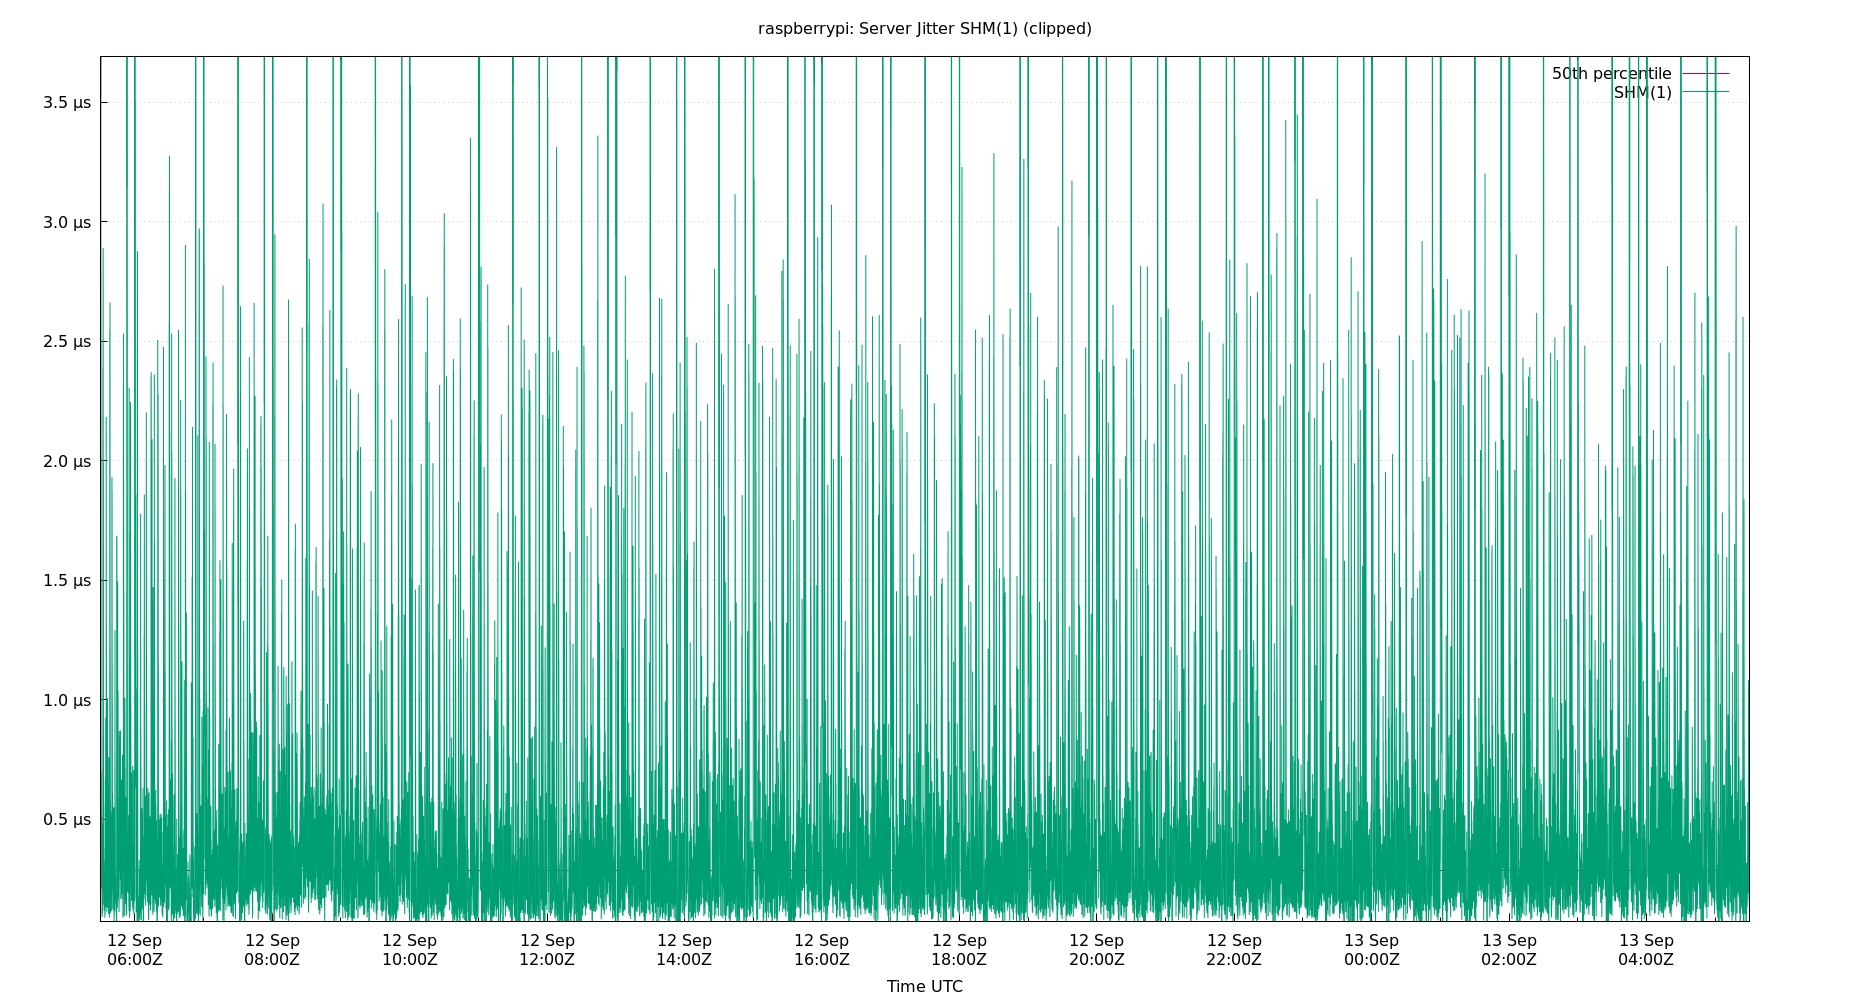 raspberrypi: Server Jitter SHM(1) (clipped)
50th percentile
SHM(1)
3.5 µs
3.0 µs
2.5 µs
2.0 µs
1.5 µs
1.0 µs
0.5 µs
12 Sep 12 Sep 12 Sep 12 Sep 12 Sep 12 Sep 12 Sep 12 Sep 12 Sep 13 Sep 13 Sep 13 Sep
06:00Z 08:00Z 10:00Z 12:00Z 14:00Z 16:00Z 18:00Z 20:00Z 22:00Z 00:00Z 02:00Z 04:00Z
Time UTC